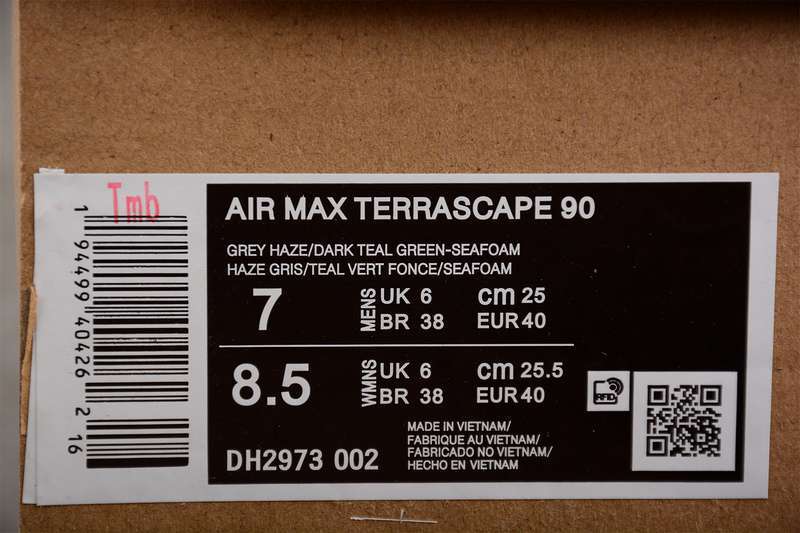 Tmb
1 94499 40426 2 16
AIR MAX TERRASCAPE 90
GREY HAZE/DARK TEAL GREEN-SEAFOAM
HAZE GRIS/TEAL VERT FONCE/SEAFOAM
7 MENS UK 6 cm 25
BR 38 EUR 40
8.5 WMNS UK 6 cm 25.5
BR 38 EUR 40
RFID
DH2973 002
MADE IN VIETNAM/
FABRIQUE AU VIETNAM/
FABRICADO NO VIETNAM/
HECHO EN VIETNAM